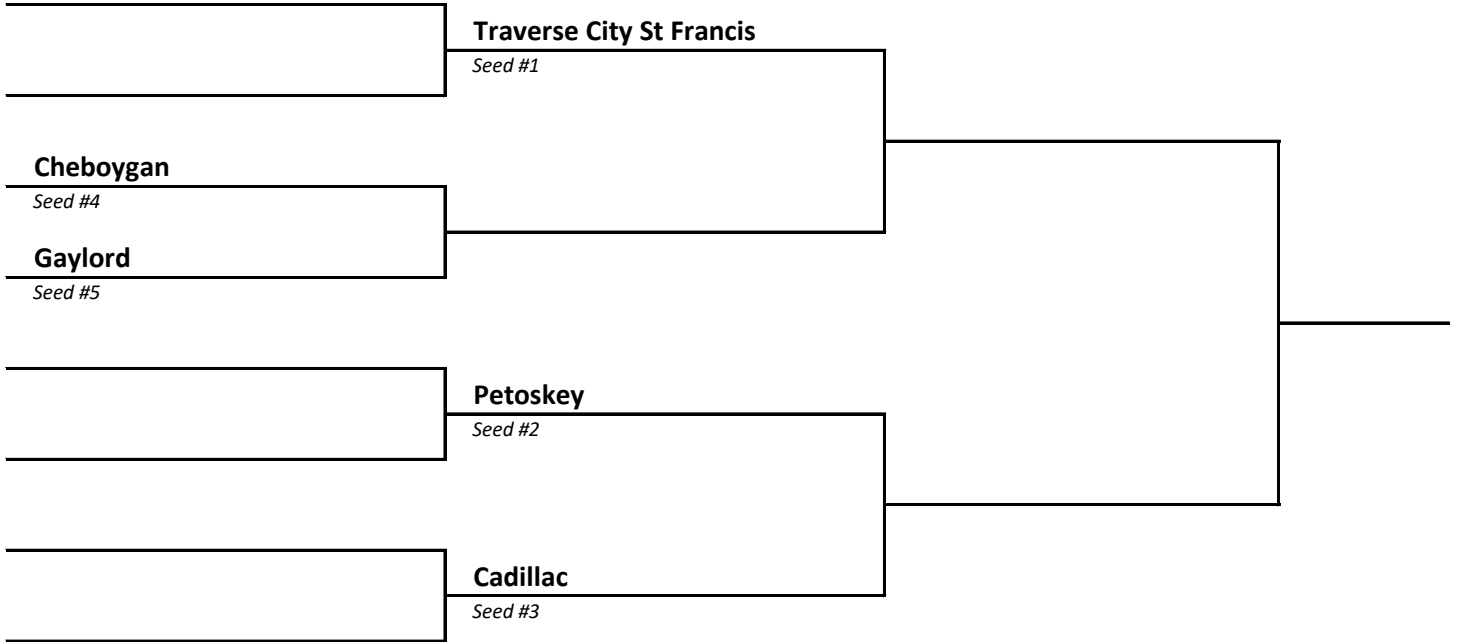 Traverse City St Francis
Seed #1
Cheboygan
Seed #4
Gaylord
Seed #5
Petoskey
Seed #2
Cadillac
Seed #3